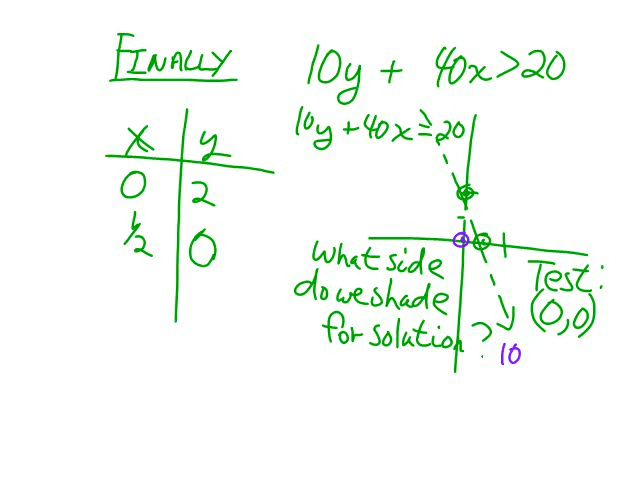 FINALLY
10y + 40x > 20
10y + 40x = 20
x y
0 2
1/2 0
What side
do we shade
for solution?
Test:
(0,0)
10